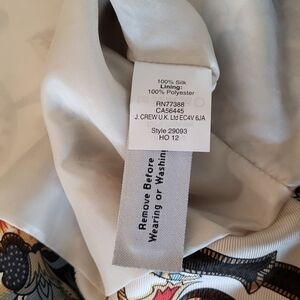 100% Silk
Lining:
100% Polyester
RN77388
CA56445
J. CREW U.K. Ltd EC4V 6JA
Style 29093
HO 12
Remove Before
Wearing or Washing